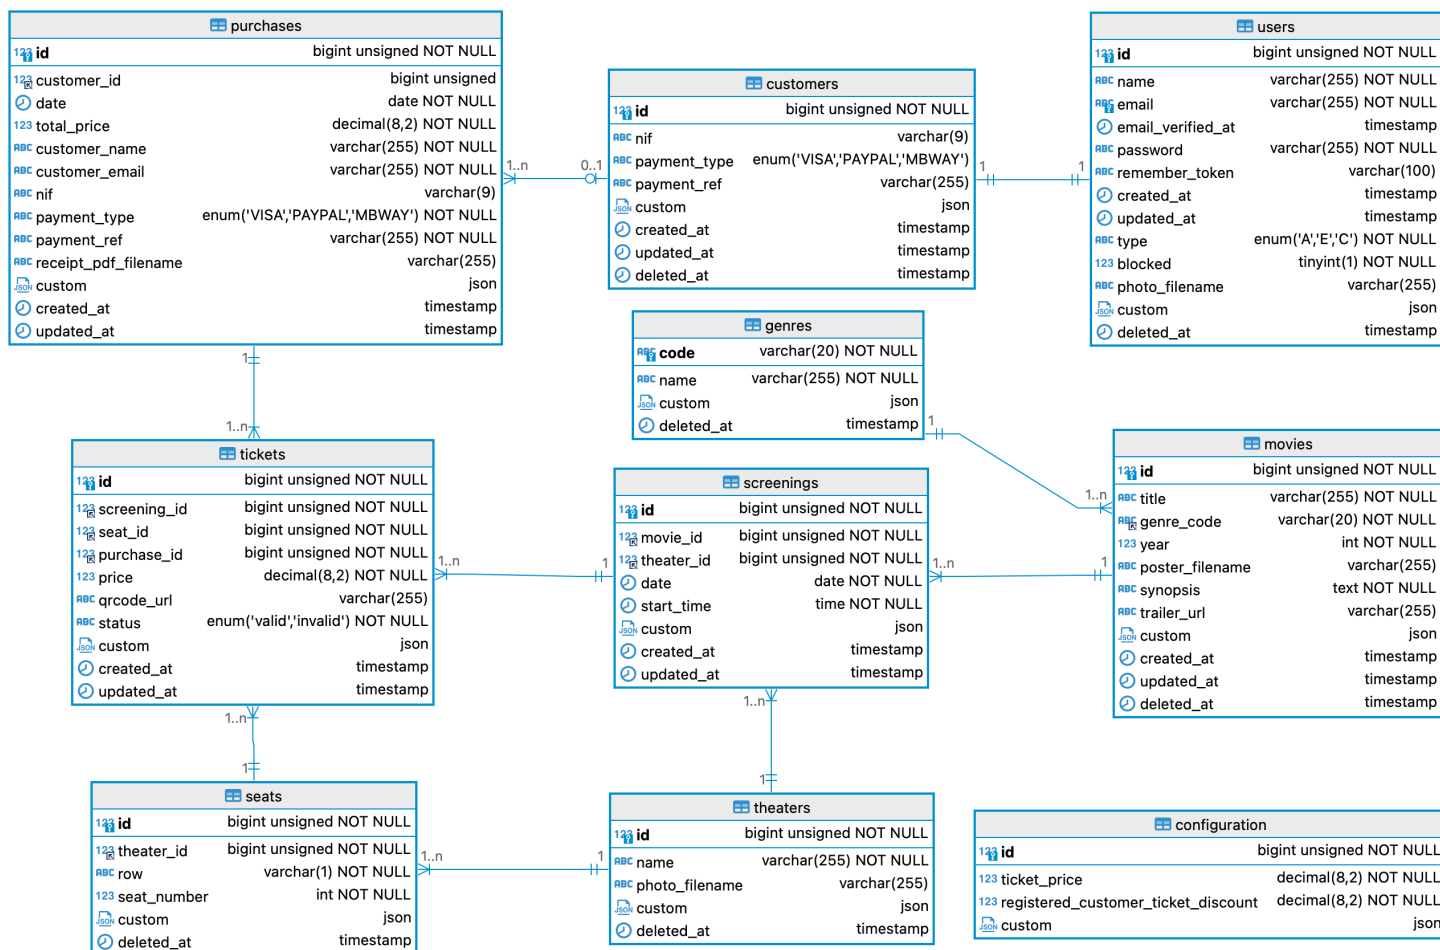 purchases
id bigint unsigned NOT NULL
customer_id bigint unsigned
date date NOT NULL
total_price decimal(8,2) NOT NULL
customer_name varchar(255) NOT NULL
customer_email varchar(255) NOT NULL
nif varchar(9)
payment_type enum('VISA','PAYPAL','MBWAY') NOT NULL
payment_ref varchar(255) NOT NULL
receipt_pdf_filename varchar(255)
custom json
created_at timestamp
updated_at timestamp
1..n 0..1
customers
id bigint unsigned NOT NULL
nif varchar(9)
payment_type enum('VISA','PAYPAL','MBWAY')
payment_ref varchar(255)
custom json
created_at timestamp
updated_at timestamp
deleted_at timestamp
1 1
users
id bigint unsigned NOT NULL
name varchar(255) NOT NULL
email varchar(255) NOT NULL
email_verified_at timestamp
password varchar(255) NOT NULL
remember_token varchar(100)
created_at timestamp
updated_at timestamp
type enum('A','E','C') NOT NULL
blocked tinyint(1) NOT NULL
photo_filename varchar(255)
custom json
deleted_at timestamp
genres
code varchar(20) NOT NULL
name varchar(255) NOT NULL
custom json
deleted_at timestamp
1
1..n
1
1..n
tickets
id bigint unsigned NOT NULL
screening_id bigint unsigned NOT NULL
seat_id bigint unsigned NOT NULL
purchase_id bigint unsigned NOT NULL
price decimal(8,2) NOT NULL
qrcode_url varchar(255)
status enum('valid','invalid') NOT NULL
custom json
created_at timestamp
updated_at timestamp
1..n 1
screenings
id bigint unsigned NOT NULL
movie_id bigint unsigned NOT NULL
theater_id bigint unsigned NOT NULL
date date NOT NULL
start_time time NOT NULL
custom json
created_at timestamp
updated_at timestamp
1..n 1
movies
id bigint unsigned NOT NULL
title varchar(255) NOT NULL
genre_code varchar(20) NOT NULL
year int NOT NULL
poster_filename varchar(255)
synopsis text NOT NULL
trailer_url varchar(255)
custom json
created_at timestamp
updated_at timestamp
deleted_at timestamp
1..n
1
1..n
1
seats
id bigint unsigned NOT NULL
theater_id bigint unsigned NOT NULL
row varchar(1) NOT NULL
seat_number int NOT NULL
custom json
deleted_at timestamp
1..n 1
theaters
id bigint unsigned NOT NULL
name varchar(255) NOT NULL
photo_filename varchar(255)
custom json
deleted_at timestamp
configuration
id bigint unsigned NOT NULL
ticket_price decimal(8,2) NOT NULL
registered_customer_ticket_discount decimal(8,2) NOT NULL
custom json